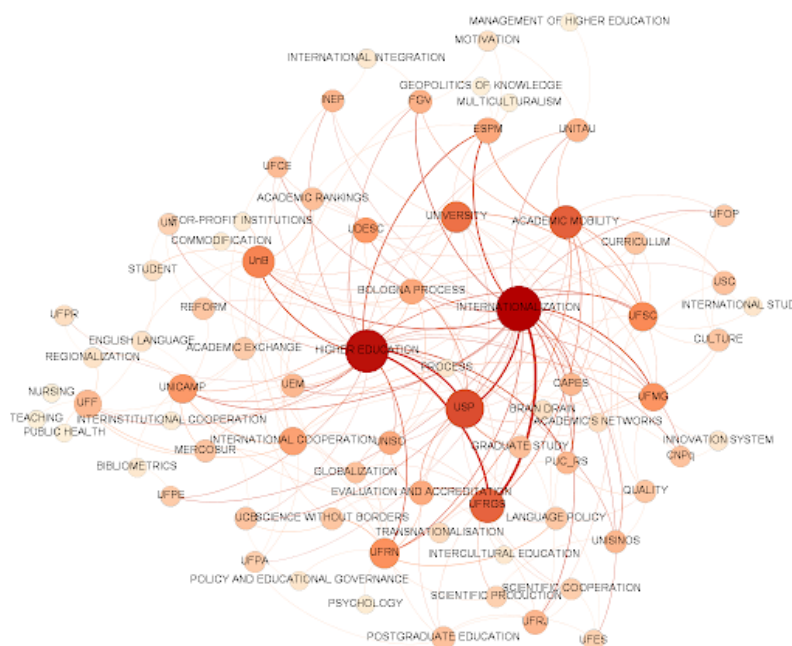 MANAGEMENT OF HIGHER EDUCATION
MOTIVATION
INTERNATIONAL INTEGRATION
GEOPOLITICS OF KNOWLEDGE
INEP
FGV
MULTICULTURALISM
ESPM
UNITAU
UFCE
ACADEMIC RANKINGS
UNIVERSITY
ACADEMIC MOBILITY
UFOP
UM
FOR-PROFIT INSTITUTIONS
UDESC
COMMODIFICATION
CURRICULUM
UnB
STUDENT
BOLOGNA PROCESS
USC
REFORM
INTERNATIONALIZATION
INTERNATIONAL STUD
UFPR
UFSC
ENGLISH LANGUAGE
ACADEMIC EXCHANGE
HIGHER EDUCATION
CULTURE
REGIONALIZATION
PROCESS
NURSING
UNICAMP
UEM
CAPES
UFF
USP
BRAIN DRAIN
UFMG
TEACHING
INTERINSTITUTIONAL COOPERATION
ACADEMIC'S NETWORKS
PUBLIC HEALTH
INTERNATIONAL COOPERATION
UNISO
GRADUATE STUDY
INNOVATION SYSTEM
MERCOSUR
CNPq
BIBLIOMETRICS
GLOBALIZATION
PUC_RS
UFPE
EVALUATION AND ACCREDITATION
QUALITY
UFRGS
UCB
SCIENCE WITHOUT BORDERS
LANGUAGE POLICY
TRANSNATIONALISATION
UNISINOS
UFPA
UFRN
INTERCULTURAL EDUCATION
POLICY AND EDUCATIONAL GOVERNANCE
SCIENTIFIC COOPERATION
SCIENTIFIC PRODUCTION
PSYCHOLOGY
UFRJ
POSTGRADUATE EDUCATION
UFES